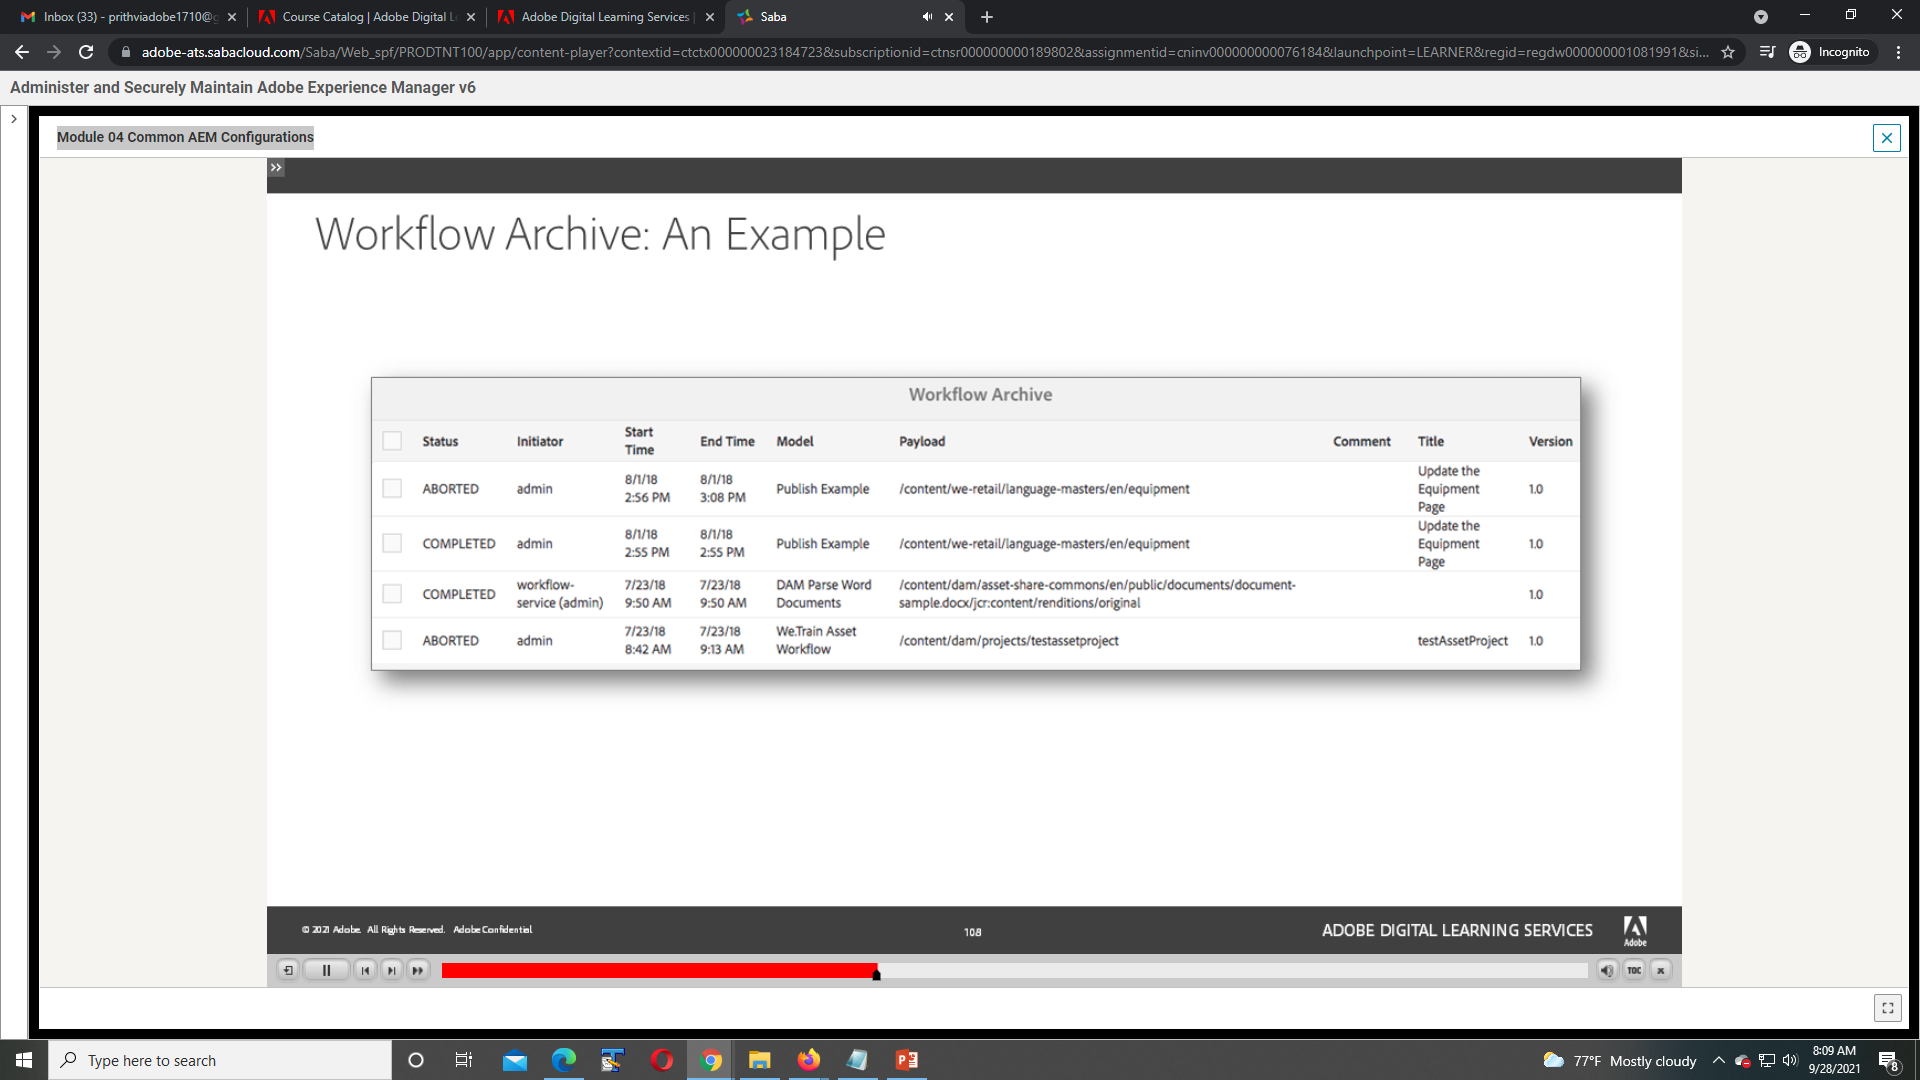 Inbox (33) - prithviadobe1710@g
Course Catalog | Adobe Digital L
Adobe Digital Learning Services |
Saba
adobe-ats.sabacloud.com/Saba/Web_spf/PRODTNT100/app/content-player?contextid=ctctx000000023184723&subscriptionid=ctnsr0000000000189802&assignmentid=cninv000000000076184&launchpoint=LEARNER&regid=regdw000000001081991&si...
Incognito
Administer and Securely Maintain Adobe Experience Manager v6
Module 04 Common AEM Configurations
Workflow Archive: An Example
Workflow Archive
Status Initiator Start Time End Time Model Payload Comment Title Version
ABORTED admin 8/1/18 2:56 PM 8/1/18 3:08 PM Publish Example /content/we-retail/language-masters/en/equipment Update the Equipment Page 1.0
COMPLETED admin 8/1/18 2:55 PM 8/1/18 2:55 PM Publish Example /content/we-retail/language-masters/en/equipment Update the Equipment Page 1.0
COMPLETED workflow-service (admin) 7/23/18 9:50 AM 7/23/18 9:50 AM DAM Parse Word Documents /content/dam/asset-share-commons/en/public/documents/document-sample.docx/jcr:content/renditions/original 1.0
ABORTED admin 7/23/18 8:42 AM 7/23/18 9:13 AM We.Train Asset Workflow /content/dam/projects/testassetproject testAssetProject 1.0
© 2021 Adobe. All Rights Reserved. Adobe Confidential.
108
ADOBE DIGITAL LEARNING SERVICES
Adobe
TOC
Type here to search
77°F Mostly cloudy
8:09 AM
9/28/2021
8